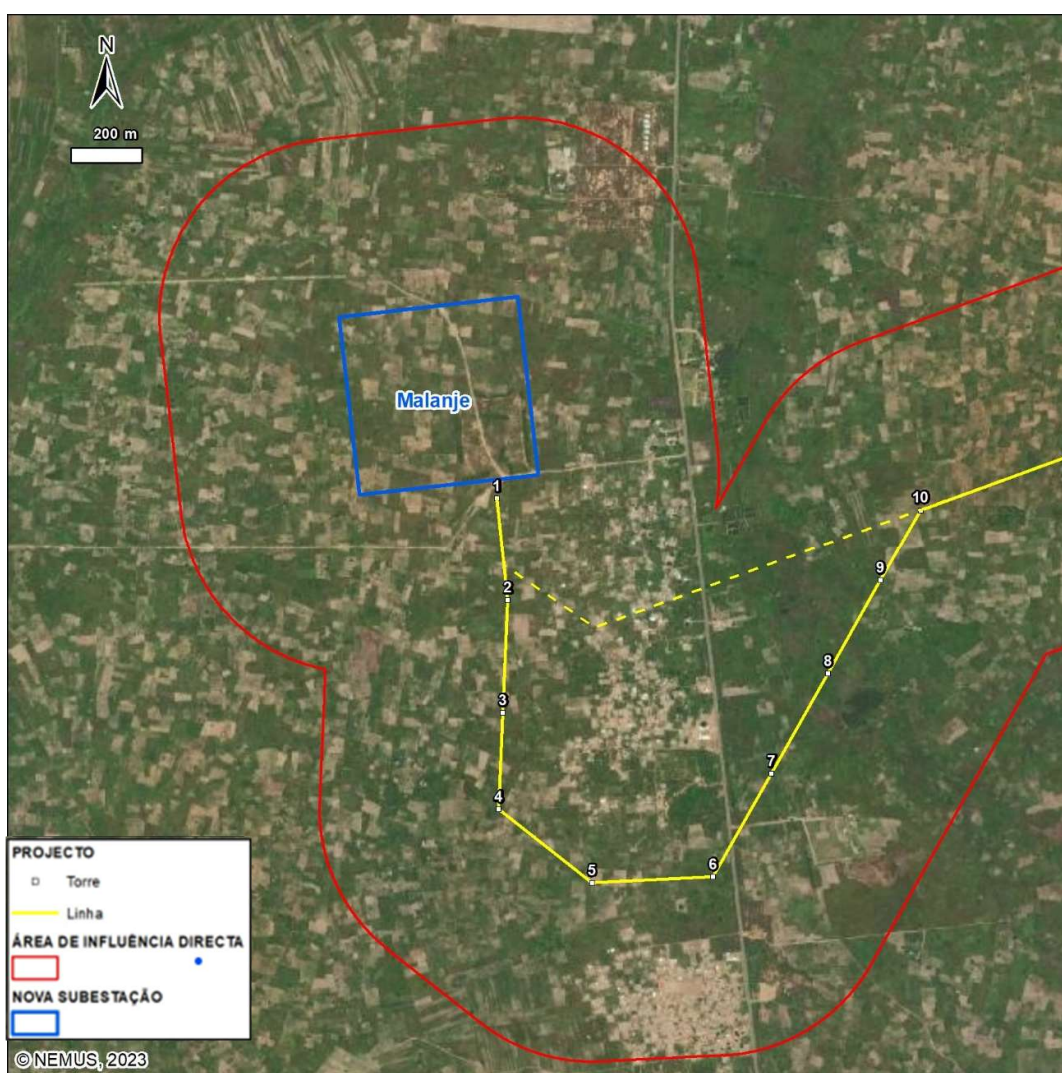 N
200 m
Malanje
1
2
3
4
5
6
7
8
9
10
PROJECTO
Torre
Linha
ÁREA DE INFLUÊNCIA DIRECTA
NOVA SUBESTAÇÃO
© NEMUS, 2023